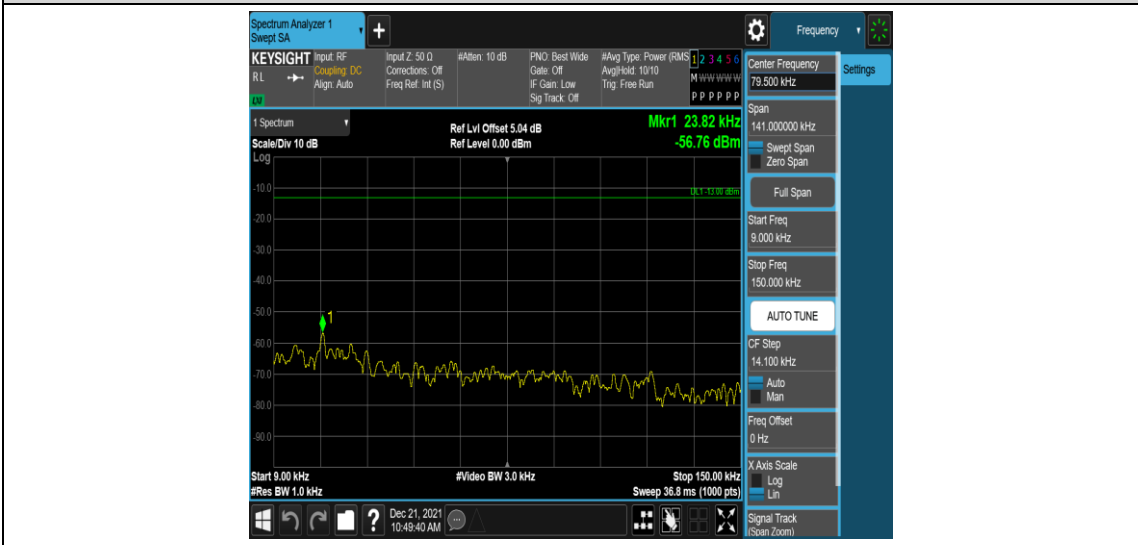 Spectrum Analyzer 1
Swept SA
+
Frequency
KEYSIGHT
RL
LXI
Input: RF
Coupling: DC
Align: Auto
Input Z: 50 Ω
Corrections: Off
Freq Ref: Int (S)
#Atten: 10 dB
PNO: Best Wide
Gate: Off
IF Gain: Low
Sig Track: Off
#Avg Type: Power (RMS
Avg|Hold: 10/10
Trig: Free Run
1 2 3 4 5 6
M W W W W W
P P P P P P
1 Spectrum
Scale/Div 10 dB
Log
Ref Lvl Offset 5.04 dB
Ref Level 0.00 dBm
Mkr1 23.82 kHz
-56.76 dBm
DL1 -13.00 dBm
-10.0
-20.0
-30.0
-40.0
-50.0
-60.0
-70.0
-80.0
-90.0
1
Start 9.00 kHz
#Res BW 1.0 kHz
#Video BW 3.0 kHz
Stop 150.00 kHz
Sweep 36.8 ms (1000 pts)
?
Dec 21, 2021
10:49:40 AM
Center Frequency
79.500 kHz
Settings
Span
141.000000 kHz
Swept Span
Zero Span
Full Span
Start Freq
9.000 kHz
Stop Freq
150.000 kHz
AUTO TUNE
CF Step
14.100 kHz
Auto
Man
Freq Offset
0 Hz
X Axis Scale
Log
Lin
Signal Track
(Span Zoom)